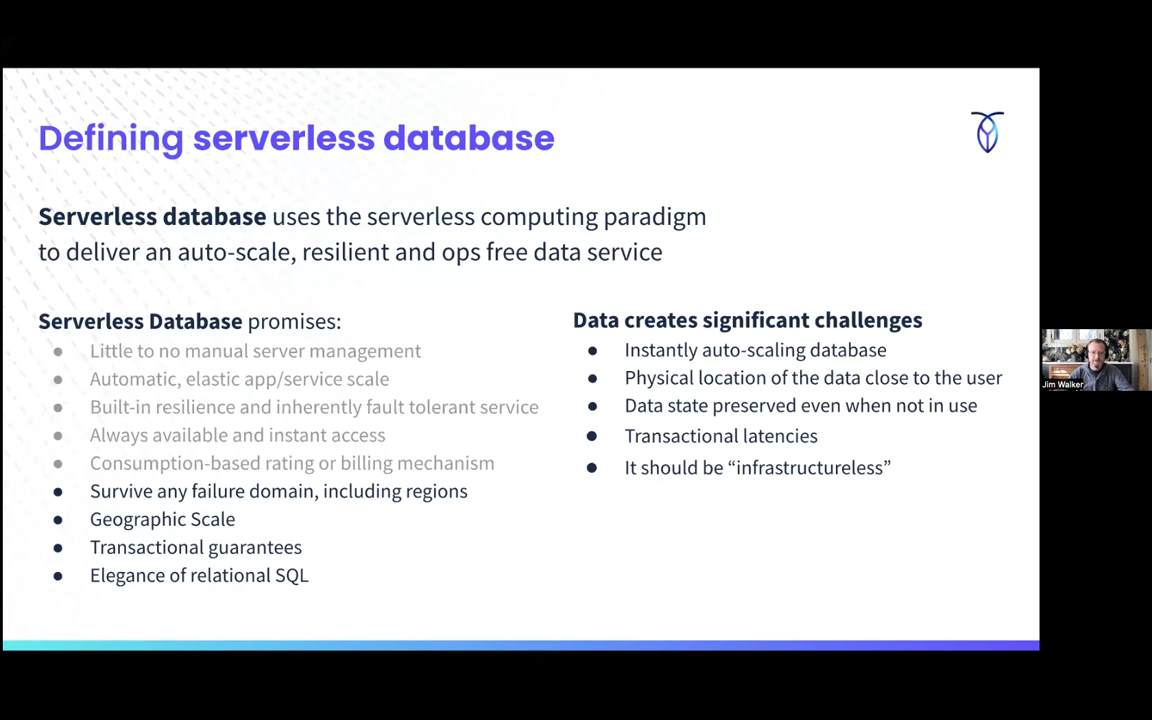 Defining serverless database
Serverless database uses the serverless computing paradigm
to deliver an auto-scale, resilient and ops free data service
Serverless Database promises:
● Little to no manual server management
● Automatic, elastic app/service scale
● Built-in resilience and inherently fault tolerant service
● Always available and instant access
● Consumption-based rating or billing mechanism
● Survive any failure domain, including regions
● Geographic Scale
● Transactional guarantees
● Elegance of relational SQL
Data creates significant challenges
● Instantly auto-scaling database
● Physical location of the data close to the user
● Data state preserved even when not in use
● Transactional latencies
● It should be “infrastructureless”
Jim Walker